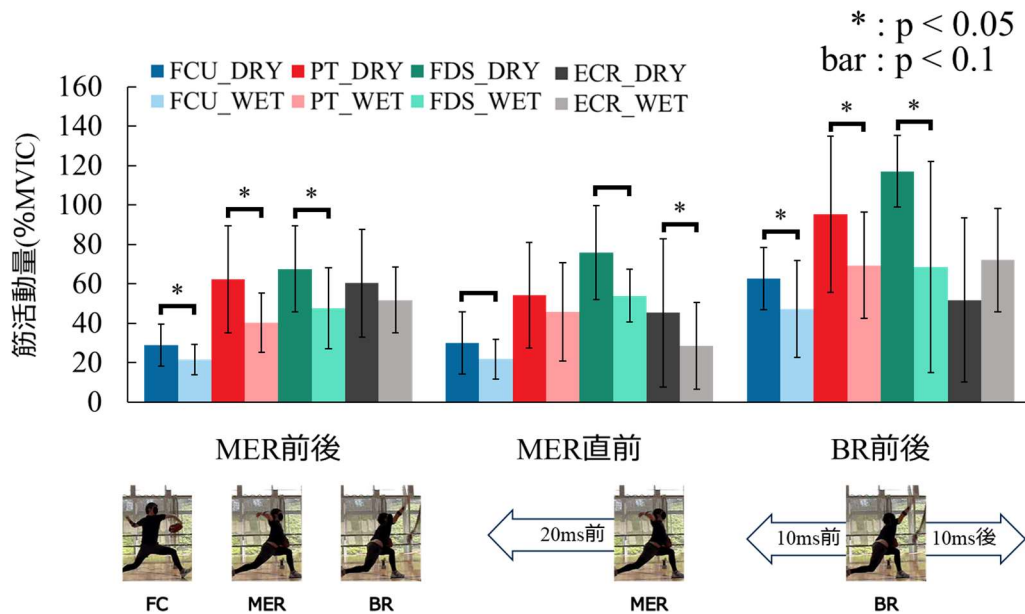 * : p < 0.05
bar : p < 0.1
FCU_DRY PT_DRY FDS_DRY ECR_DRY
FCU_WET PT_WET FDS_WET ECR_WET
筋活動量(%MVIC)
160
140
120
100
80
60
40
20
0
* * * * * * *
MER前後 MER直前 BR前後
20ms前 10ms前 10ms後
FC MER BR MER BR